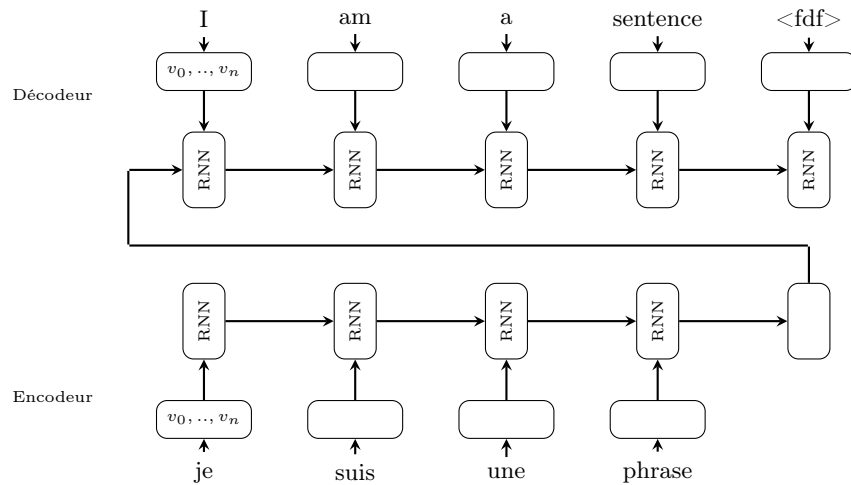 I am a sentence <fdf>
v₀, .., vₙ
Décodeur
RNN RNN RNN RNN RNN
RNN RNN RNN RNN
Encodeur
v₀, .., vₙ
je suis une phrase